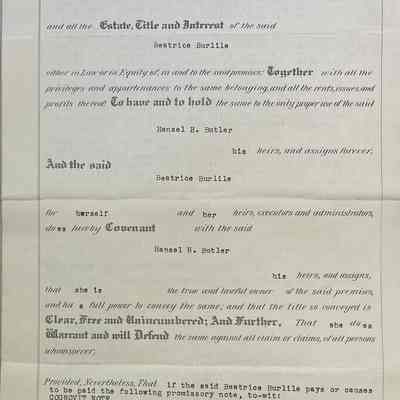 and all the Estate, Title and Interest of the said
Beatrice Burlile
either in Law or in Equity of, in and to the said premises: Together with all the
privileges and appurtenances to the same belonging, and all the rents, issues and
profits thereof: To have and to hold the same to the only proper use of the said
Hansel H. Butler
his heirs, and assigns forever,
And the said
Beatrice Burlile
for herself and her heirs, executors and administrators,
does hereby Covenant with the said
Hansel H. Butler
his heirs, and assigns,
that she is the true and lawful owner of the said premises,
and has full power to convey the same; and that the title so conveyed is
Clear, Free and Unincumbered; And Further, That she does
Warrant and will Defend the same against all claim or claims, of all persons
whomsoever;
Provided, Nevertheless, That if the said Beatrice Burlile pays or causes
to be paid the following promissory note, to-wit:
COGNOVIT NOTE